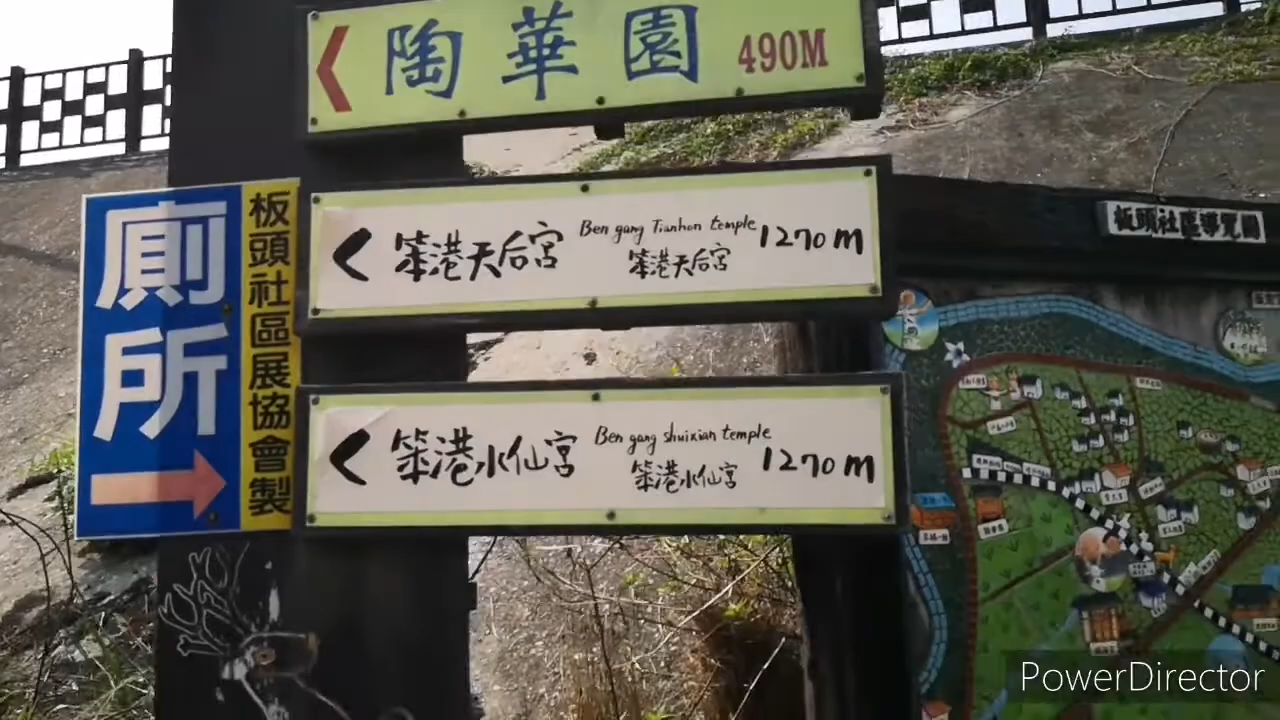 陶華園 490M
廁所
板頭社區展協會製
笨港天后宮 Ben gang Tianhon temple 1270m
笨港天后宮
笨港水仙宮 Ben gang shuixian temple 1270m
笨港水仙宮
板頭社區導覽圖
PowerDirector